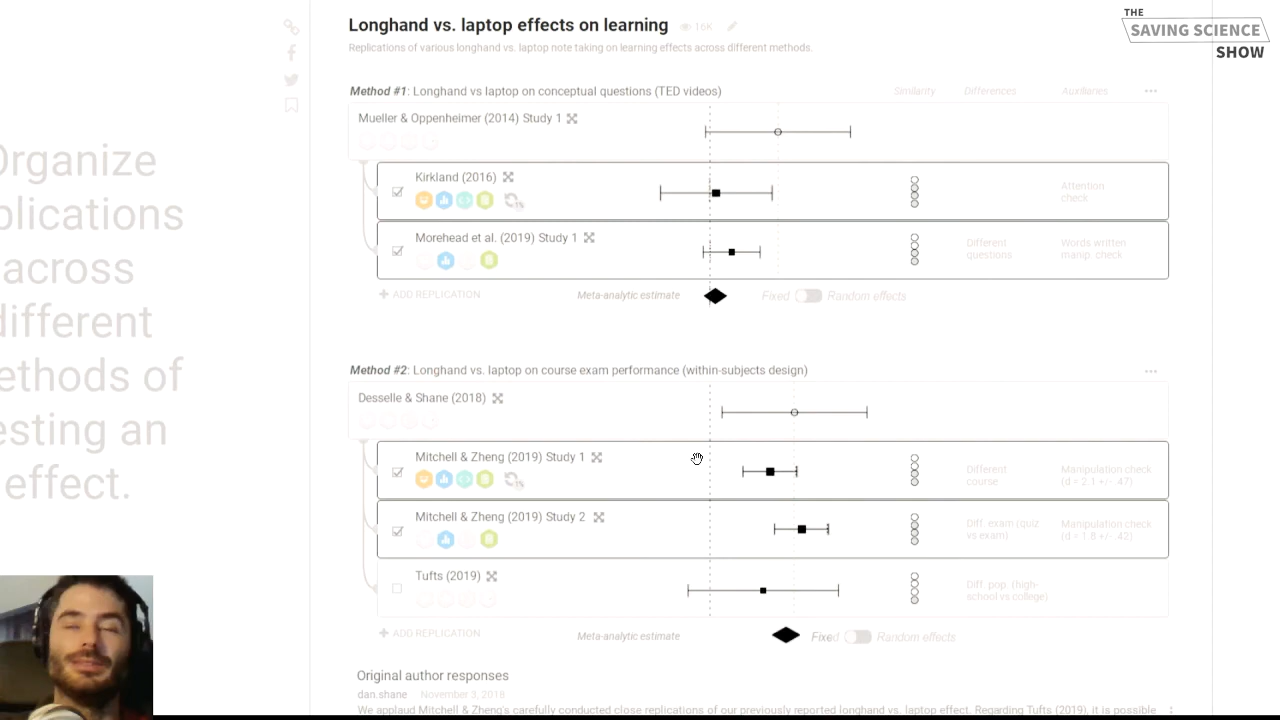 THE
SAVING SCIENCE
SHOW
Longhand vs. laptop effects on learning
16K
Replications of various longhand vs. laptop note taking on learning effects across different methods.
Method #1: Longhand vs laptop on conceptual questions (TED videos)
Similarity
Differences
Auxiliaries
Mueller & Oppenheimer (2014) Study 1
Kirkland (2016)
Attention
check
Morehead et al. (2019) Study 1
Different
questions
Words written
manip. check
ADD REPLICATION
Meta-analytic estimate
Fixed
Random effects
Organize
plications
across
different
ethods of
esting an
effect.
Method #2: Longhand vs. laptop on course exam performance (within-subjects design)
Desselle & Shane (2018)
Mitchell & Zheng (2019) Study 1
Different
course
Manipulation check
(d = 2.1 +/- .47)
Mitchell & Zheng (2019) Study 2
Diff. exam (quiz
vs exam)
Manipulation check
(d = 1.8 +/- .42)
Tufts (2019)
Diff. pop. (high-
school vs college)
ADD REPLICATION
Meta-analytic estimate
Fixed
Random effects
Original author responses
dan.shane November 3, 2018
We applaud Mitchell & Zheng's carefully conducted close replications of our previously reported longhand vs. laptop effect. Regarding Tufts (2019), it is possible